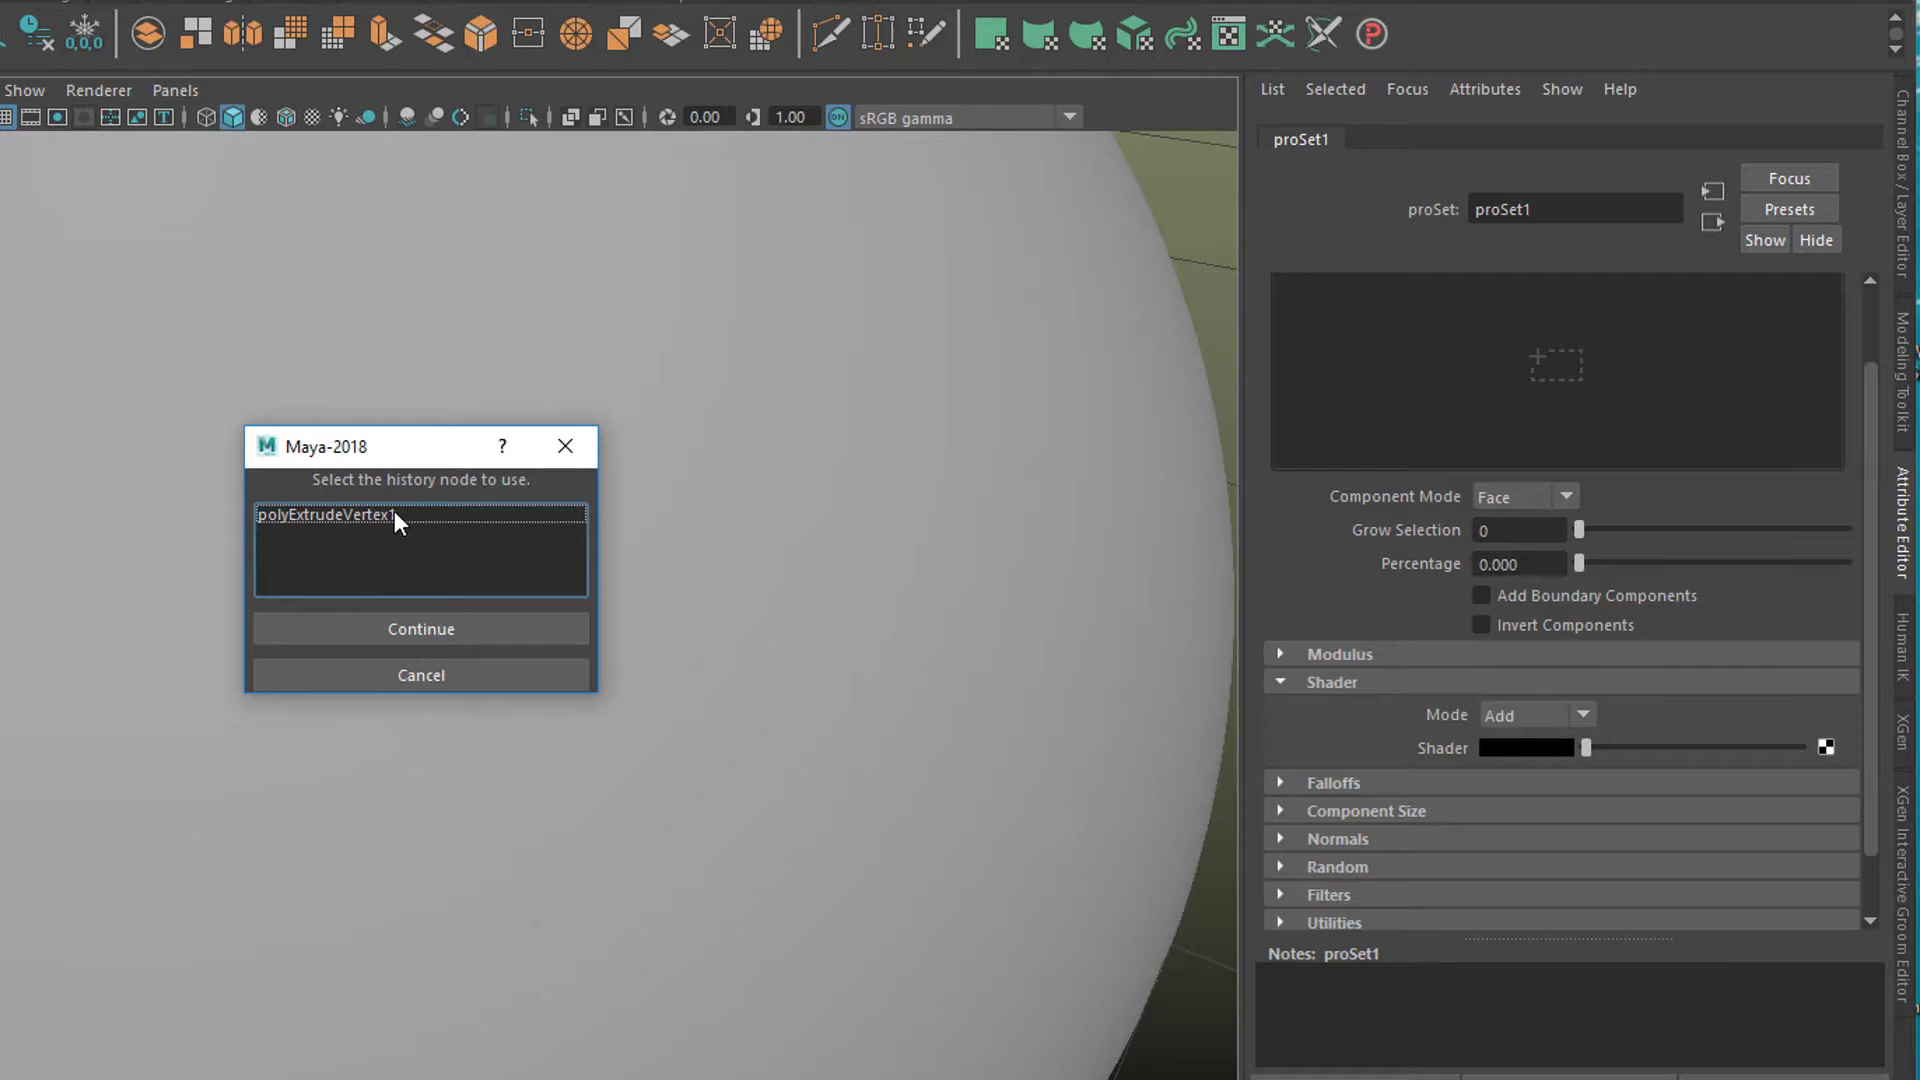 0,0,0
Show Renderer Panels
0.00 1.00 ON sRGB gamma
Maya-2018 ?
Select the history node to use.
polyExtrudeVertex1
Continue
Cancel
List Selected Focus Attributes Show Help
proSet1
proSet: proSet1
Focus
Presets
Show Hide
Component Mode Face
Grow Selection 0
Percentage 0.000
Add Boundary Components
Invert Components
Modulus
Shader
Mode Add
Shader
Falloffs
Component Size
Normals
Random
Filters
Utilities
Notes: proSet1
Channel Box / Layer Editor
Modeling Toolkit
Attribute Editor
Human IK
XGen
XGen Interactive Groom Editor